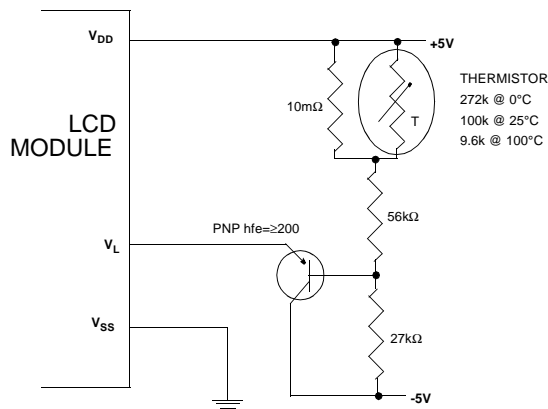 V_DD
+5V
THERMISTOR
272k @ 0°C
100k @ 25°C
9.6k @ 100°C
10mΩ
T
LCD
MODULE
PNP hfe=≥200
56kΩ
V_L
V_SS
27kΩ
-5V